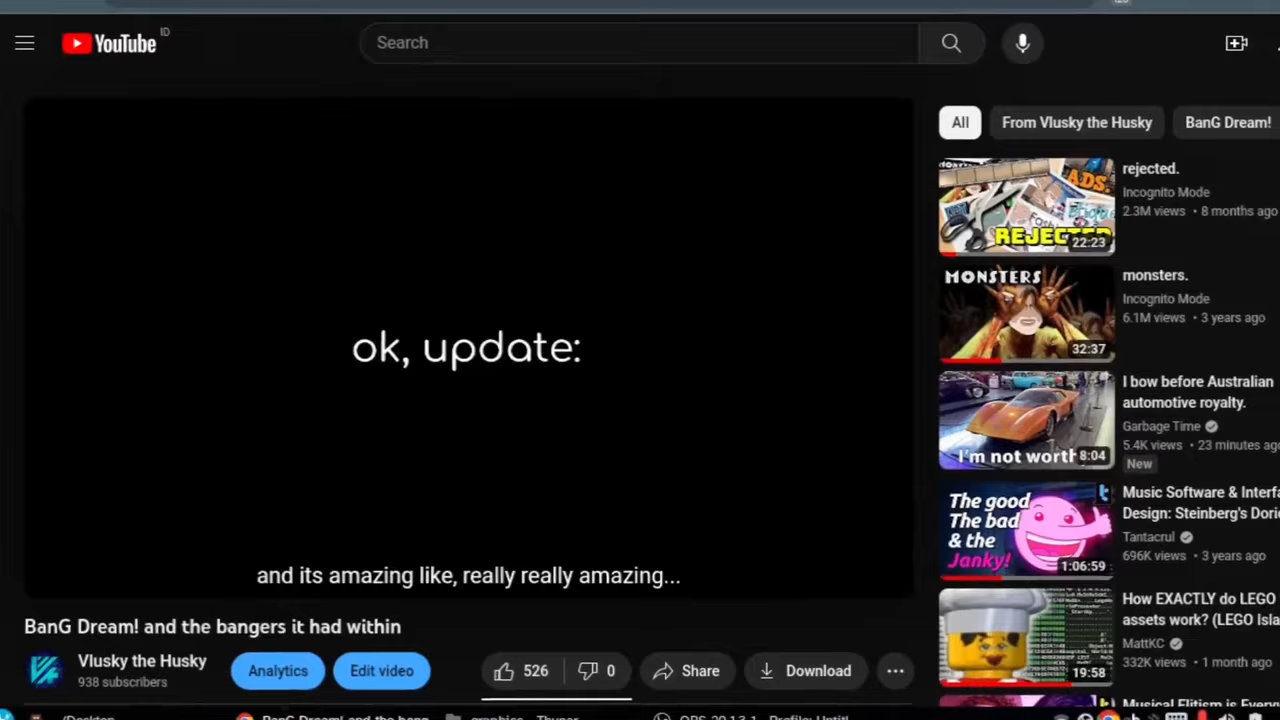 YouTube ID
Search
All
From Vlusky the Husky
BanG Dream!
ok, update:
and its amazing like, really really amazing...
BanG Dream! and the bangers it had within
Vlusky the Husky
938 subscribers
Analytics
Edit video
526
0
Share
Download
ADS.
REJECTED
22:23
rejected.
Incognito Mode
2.3M views • 8 months ago
MONSTERS
32:37
monsters.
Incognito Mode
6.1M views • 3 years ago
I'm not worth
8:04
I bow before Australian
automotive royalty.
Garbage Time
5.4K views • 23 minutes ago
New
The good
The bad
& the
Janky!
1:06:59
Music Software & Interfa
Design: Steinberg's Dori
Tantacrul
696K views • 3 years ago
19:58
How EXACTLY do LEGO
assets work? (LEGO Isla
MattKC
332K views • 1 month ago
Musical Elitism is Every